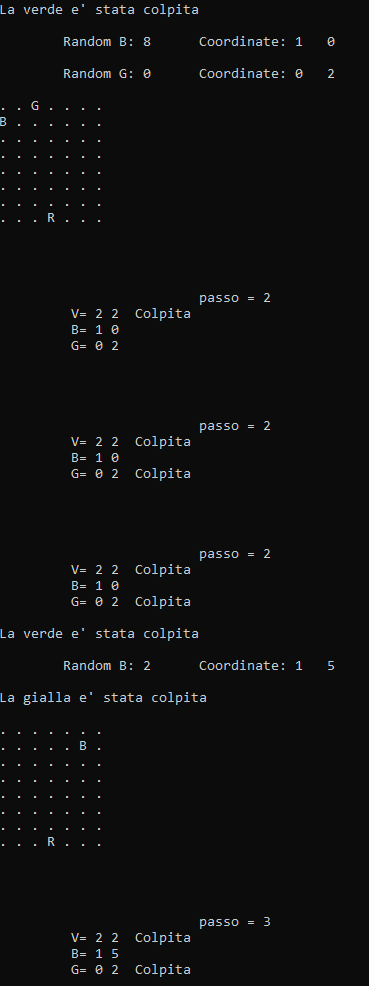 La verde e' stata colpita
Random B: 8 Coordinate: 1 0
Random G: 0 Coordinate: 0 2
. . G . . . .
B . . . . . .
. . . . . . .
. . . . . . .
. . . . . . .
. . . . . . .
. . . . . . .
. . . R . . .
passo = 2
V= 2 2 Colpita
B= 1 0
G= 0 2
passo = 2
V= 2 2 Colpita
B= 1 0
G= 0 2 Colpita
passo = 2
V= 2 2 Colpita
B= 1 0
G= 0 2 Colpita
La verde e' stata colpita
Random B: 2 Coordinate: 1 5
La gialla e' stata colpita
. . . . . . .
. . . . . B .
. . . . . . .
. . . . . . .
. . . . . . .
. . . . . . .
. . . . . . .
. . . R . . .
passo = 3
V= 2 2 Colpita
B= 1 5
G= 0 2 Colpita